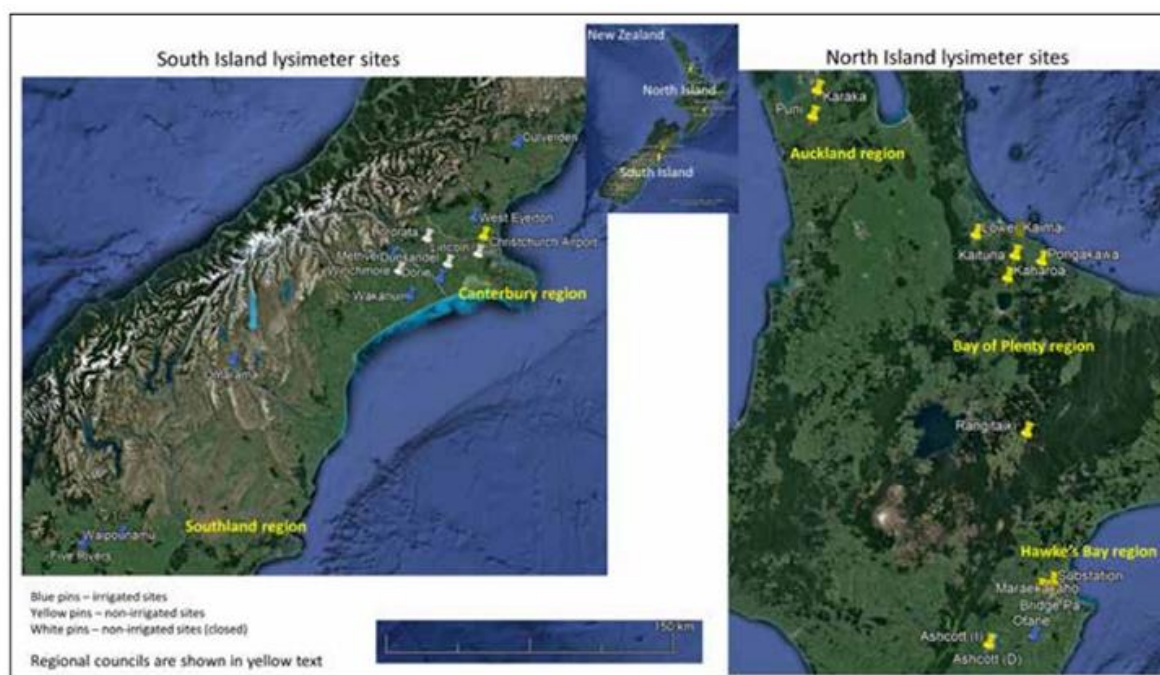 South Island lysimeter sites
New Zealand
North Island
South Island
North Island lysimeter sites
Culverden
West Eyerton
Christchurch Airport
Lincoln
Methven
Dunsandel
Winchmore
Dorie
Wakanui
Canterbury region
Omarama
Southland region
Waipounamu
Five Rivers
Karaka
Puni
Auckland region
Lower Kaimai
Kaituna
Pongakawa
Kaharoa
Bay of Plenty region
Rangitaiki
Hawke's Bay region
Substation
Maraekakaho
Bridge Pa
Otane
Ashcott (I)
Ashcott (D)
Blue pins – irrigated sites
Yellow pins – non-irrigated sites
White pins – non-irrigated sites (closed)
Regional councils are shown in yellow text
150 km